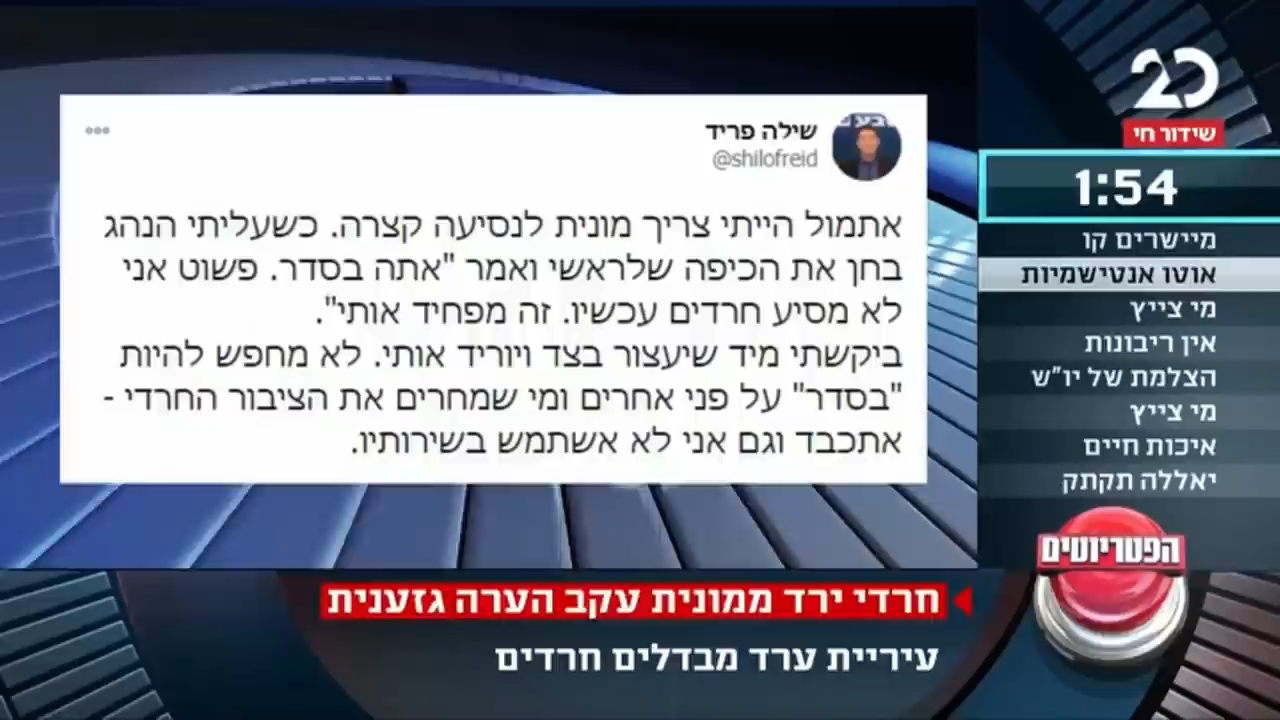 שילה פריד
@shilofreid
אתמול הייתי צריך מונית לנסיעה קצרה. כשעליתי הנהג
בחן את הכיפה שלראשי ואמר "אתה בסדר. פשוט אני
לא מסיע חרדים עכשיו. זה מפחיד אותי".
ביקשתי מיד שיעצור בצד ויוריד אותי. לא מחפש להיות
"בסדר" על פני אחרים ומי שמחרים את הציבור החרדי -
אתכבד וגם אני לא אשתמש בשירותיו.
20
שידור חי
1:54
מיישרים קו
אוטו אנטישמיות
מי צייץ
אין ריבונות
הצלמת של יו"ש
מי צייץ
איכות חיים
יאללה תקתק
הפטריוטים
חרדי ירד ממונית עקב הערה גזענית
עיריית ערד מבדלים חרדים